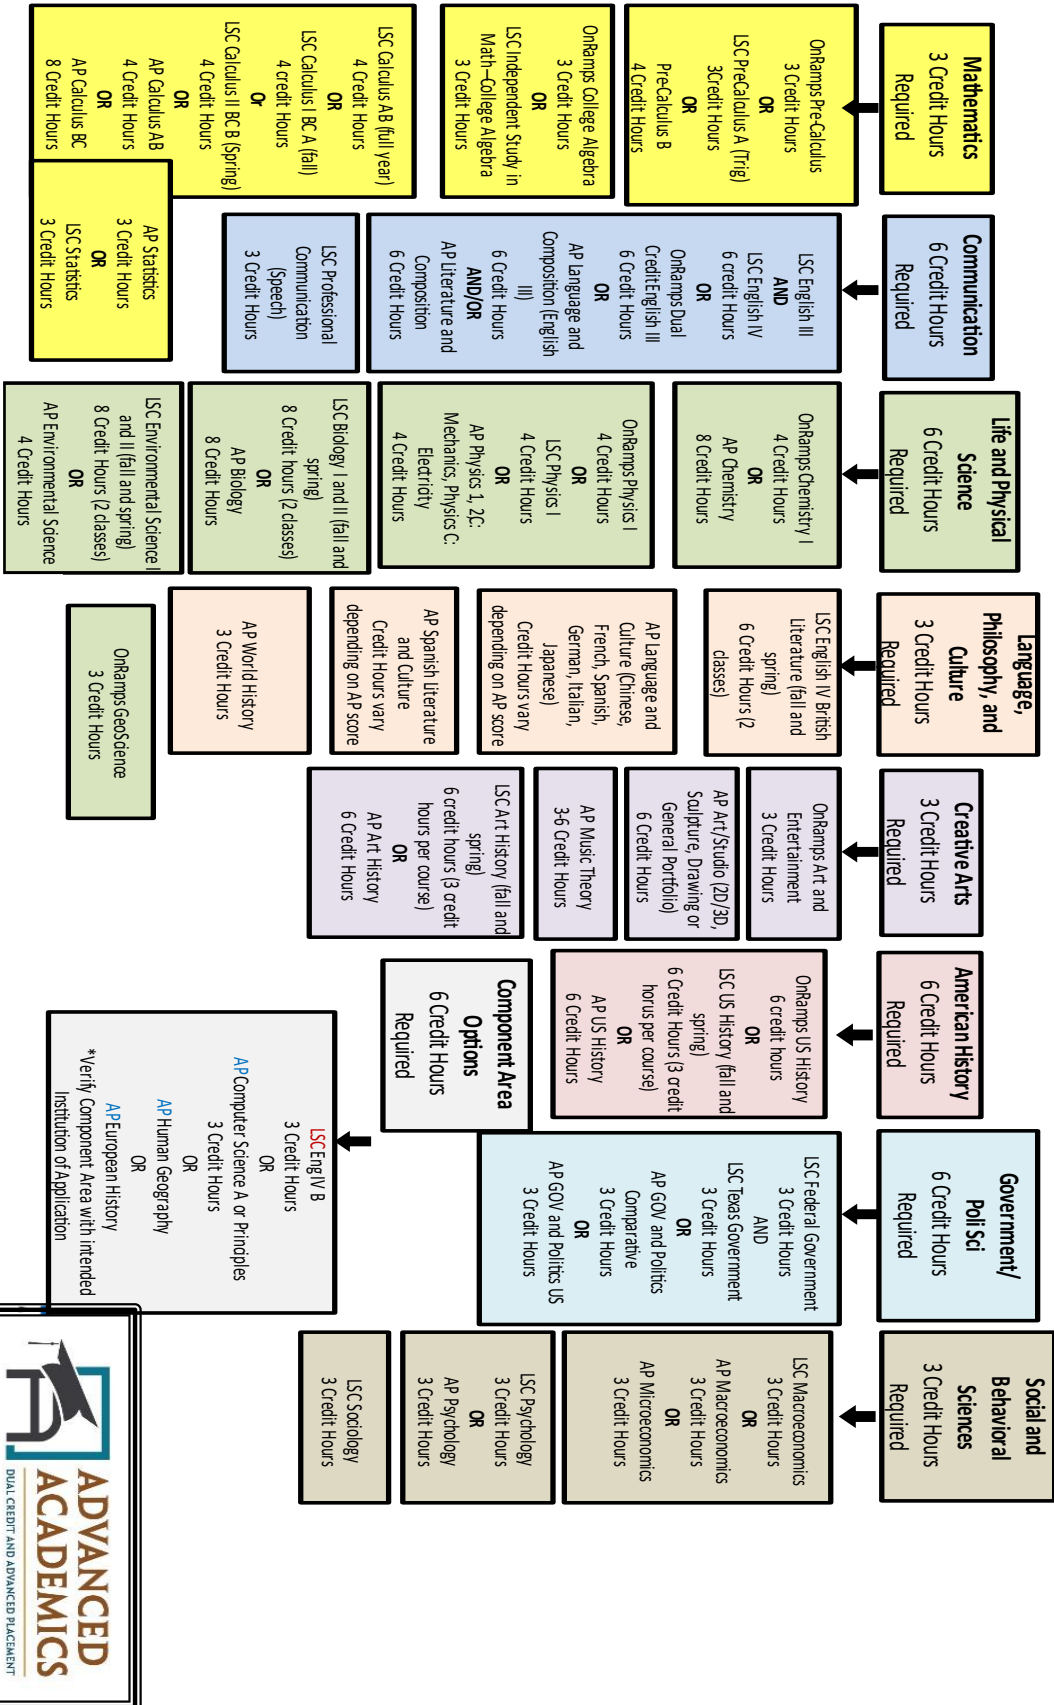 Mathematics
3 Credit Hours
Required
OnRamps Pre-Calculus
3 Credit Hours
OR
LSC PreCalculus A (Trig)
3Credit Hours
OR
PreCalculus B
4 Credit Hours
OnRamps College Algebra
3 Credit Hours
OR
LSC Independent Study in
Math—College Algebra
3 Credit Hours
LSC Calculus AB (full year)
4 Credit Hours
OR
LSC Calculus I BC A (fall)
4 credit Hours
Or
LSC Calculus II BC B (Spring)
4 Credit Hours
OR
AP Calculus AB
4 Credit Hours
OR
AP Calculus BC
8 Credit Hours
AP Statistics
3 Credit Hours
OR
LSC Statistics
3 Credit Hours
Communication
6 Credit Hours
Required
LSC English III
AND
LSC English IV
6 credit Hours
OR
OnRamps Dual
Credit English III
6 Credit Hours
OR
AP Language and
Composition (English
III)
6 Credit Hours
AND/OR
AP Literature and
Composition
6 Credit Hours
LSC Professional
Communication
(Speech)
3 Credit Hours
Life and Physical
Science
6 Credit Hours
Required
OnRamps Chemistry I
4 Credit Hours
OR
AP Chemistry
8 Credit Hours
OnRamps Physics I
4 Credit Hours
OR
LSC Physics I
4 Credit Hours
OR
AP Physics 1, 2C:
Mechanics, Physics C:
Electricity
4 Credit Hours
LSC Biology I and II (fall and
spring)
8 Credit hours (2 classes)
OR
AP Biology
8 Credit Hours
LSC Environmental Science I
and II (fall and spring)
8 Credit Hours (2 classes)
OR
AP Environmental Science
4 Credit Hours
Language,
Philosophy, and
Culture
3 Credit Hours
Required
LSC English IV British
Literature (fall and
spring)
6 Credit Hours (2
classes)
AP Language and
Culture (Chinese,
French, Spanish,
German, Italian,
Japanese)
Credit Hours vary
depending on AP score
AP Spanish Literature
and Culture
Credit Hours vary
depending on AP score
AP World History
3 Credit Hours
OnRamps GeoScience
3 Credit Hours
Creative Arts
3 Credit Hours
Required
OnRamps Art and
Entertainment
3 Credit Hours
AP Art/Studio (2D/3D,
Sculpture, Drawing or
General Portfolio)
6 Credit Hours
AP Music Theory
3-6 Credit Hours
LSC Art History (fall and
spring)
6 credit hours (3 credit
hours per course)
OR
AP Art History
6 Credit Hours
American History
6 Credit Hours
Required
OnRamps US History
6 credit hours
OR
LSC US History (fall and
spring)
6 Credit Hours (3 credit
horus per course)
OR
AP US History
6 Credit Hours
Component Area
Options
6 Credit Hours
Required
LSC Eng IV B
3 Credit Hours
OR
AP Computer Science A or Principles
3 Credit Hours
OR
AP Human Geography
OR
AP European History
*Verify Component Area with intended
Institution of Application
Government/
Poli Sci
6 Credit Hours
Required
LSC Federal Government
3 Credit Hours
AND
LSC Texas Government
3 Credit Hours
OR
AP GOV and Politics
Comparative
3 Credit Hours
OR
AP GOV and Politics US
3 Credit Hours
Social and
Behavioral
Sciences
3 Credit Hours
Required
LSC Macroeconomics
3 Credit Hours
OR
AP Macroeconomics
3 Credit Hours
OR
AP Microeconomics
3 Credit Hours
LSC Psychology
3 Credit Hours
OR
AP Psychology
3 Credit Hours
LSC Sociology
3 Credit Hours
ADVANCED
ACADEMICS
DUAL CREDIT AND ADVANCED PLACEMENT